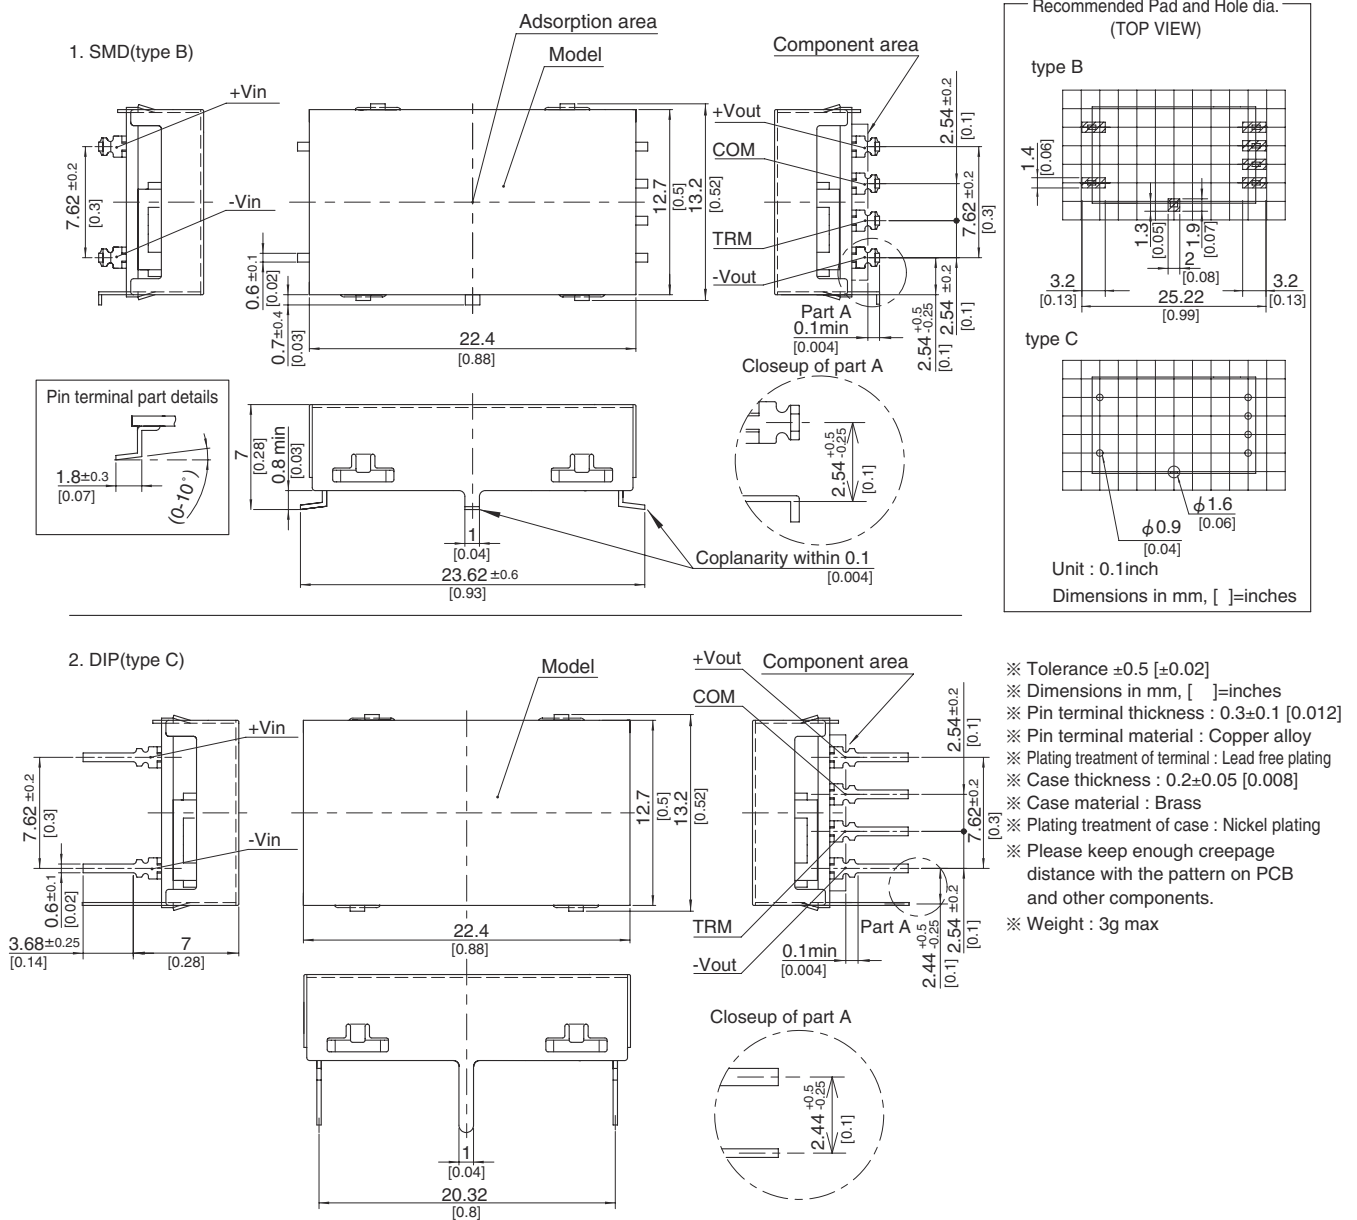 1. SMD(type B)
Adsorption area
Model
+Vin
-Vin
7.62 ±0.2
[0.3]
0.6±0.1
[0.02]
0.7±0.4
[0.03]
12.7
[0.5]
13.2
[0.52]
22.4
[0.88]
Component area
+Vout
COM
TRM
-Vout
2.54 ±0.2
[0.1]
7.62 ±0.2
[0.3]
2.54 ±0.2
[0.1]
2.54 +0.5 -0.25
[0.1]
Part A
0.1min
[0.004]
Closeup of part A
2.54 +0.5 -0.25
[0.1]
Pin terminal part details
1.8±0.3
[0.07]
(0-10°)
7
[0.28]
0.8 min
[0.03]
1
[0.04]
23.62 ±0.6
[0.93]
Coplanarity within 0.1
[0.004]
Recommended Pad and Hole dia.
(TOP VIEW)
type B
1.4
[0.06]
1.3
[0.05]
1.9
[0.07]
2
[0.08]
3.2
[0.13]
25.22
[0.99]
3.2
[0.13]
type C
φ1.6
[0.06]
φ0.9
[0.04]
Unit : 0.1inch
Dimensions in mm, [ ]=inches
2. DIP(type C)
Model
+Vin
-Vin
7.62 ±0.2
[0.3]
0.6±0.1
[0.02]
3.68±0.25
[0.14]
7
[0.28]
12.7
[0.5]
13.2
[0.52]
22.4
[0.88]
+Vout
COM
Component area
TRM
-Vout
2.54 ±0.2
[0.1]
7.62±0.2
[0.3]
2.54 ±0.2
[0.1]
2.44 +0.5 -0.25
[0.1]
Part A
0.1min
[0.004]
1
[0.04]
20.32
[0.8]
Closeup of part A
2.44 +0.5 -0.25
[0.1]
※ Tolerance ±0.5 [±0.02]
※ Dimensions in mm, [ ]=inches
※ Pin terminal thickness : 0.3±0.1 [0.012]
※ Pin terminal material : Copper alloy
※ Plating treatment of terminal : Lead free plating
※ Case thickness : 0.2±0.05 [0.008]
※ Case material : Brass
※ Plating treatment of case : Nickel plating
※ Please keep enough creepage
distance with the pattern on PCB
and other components.
※ Weight : 3g max